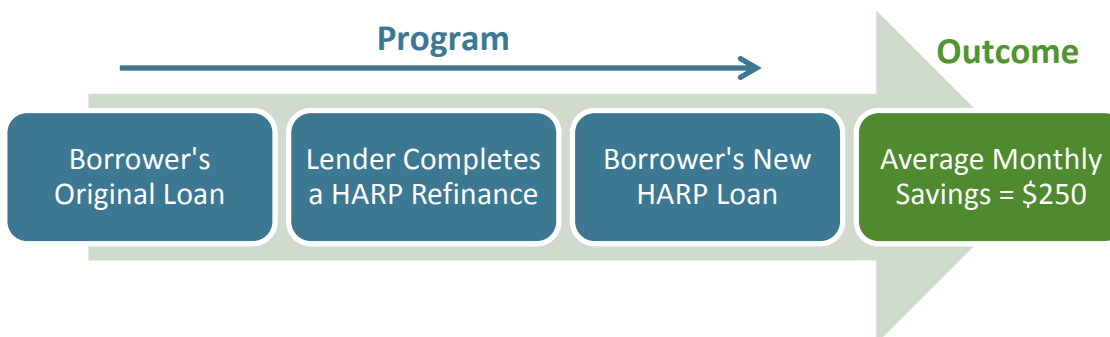 Program
Outcome
Borrower's
Original Loan
Lender Completes
a HARP Refinance
Borrower's New
HARP Loan
Average Monthly
Savings = $250